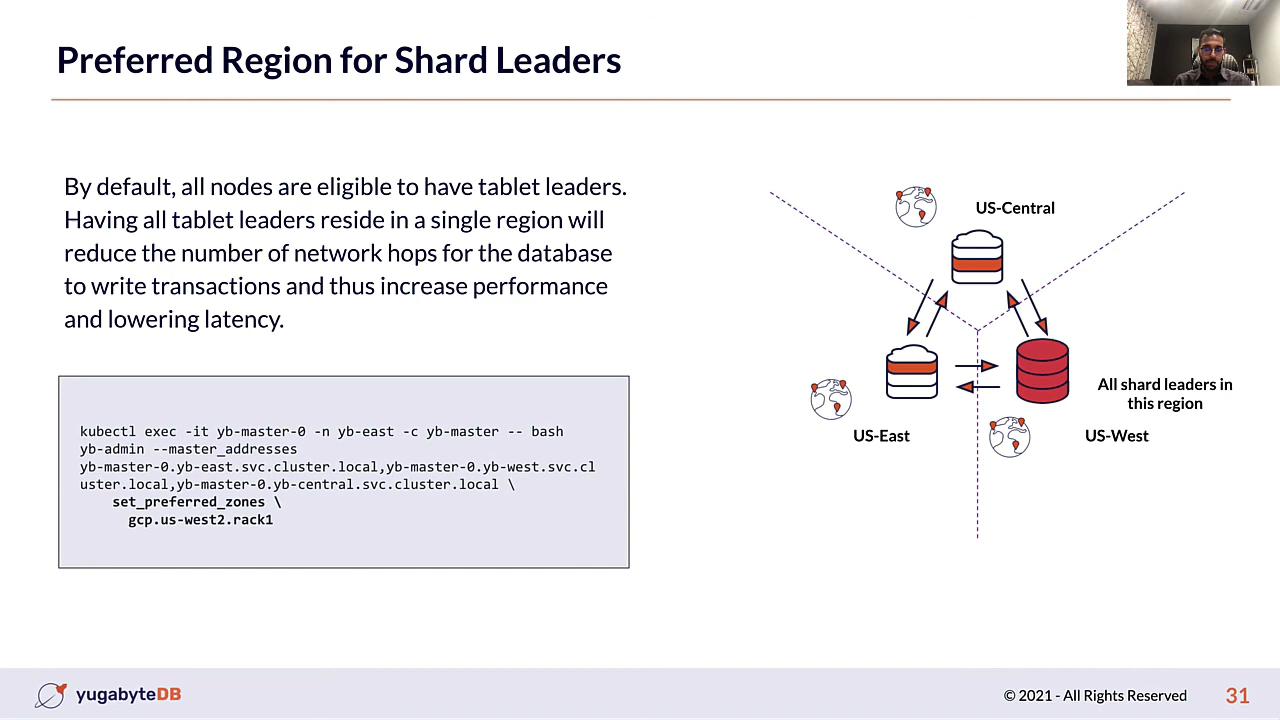 Preferred Region for Shard Leaders
By default, all nodes are eligible to have tablet leaders.
Having all tablet leaders reside in a single region will
reduce the number of network hops for the database
to write transactions and thus increase performance
and lowering latency.
kubectl exec -it yb-master-0 -n yb-east -c yb-master -- bash
yb-admin --master_addresses
yb-master-0.yb-east.svc.cluster.local,yb-master-0.yb-west.svc.cl
uster.local,yb-master-0.yb-central.svc.cluster.local \
set_preferred_zones \
gcp.us-west2.rack1
US-Central
All shard leaders in
this region
US-East
US-West
yugabyteDB
© 2021 - All Rights Reserved
31